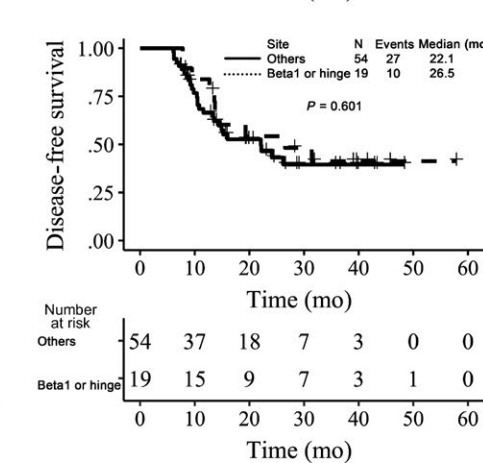 Site N Events Median (mo
Others 54 27 22.1
Beta1 or hinge 19 10 26.5
P = 0.601
Disease-free survival
1.00
.75
.50
.25
.00
0 10 20 30 40 50 60
Time (mo)
Number
at risk
Others 54 37 18 7 3 0 0
Beta1 or hinge 19 15 9 7 3 1 0
0 10 20 30 40 50 60
Time (mo)